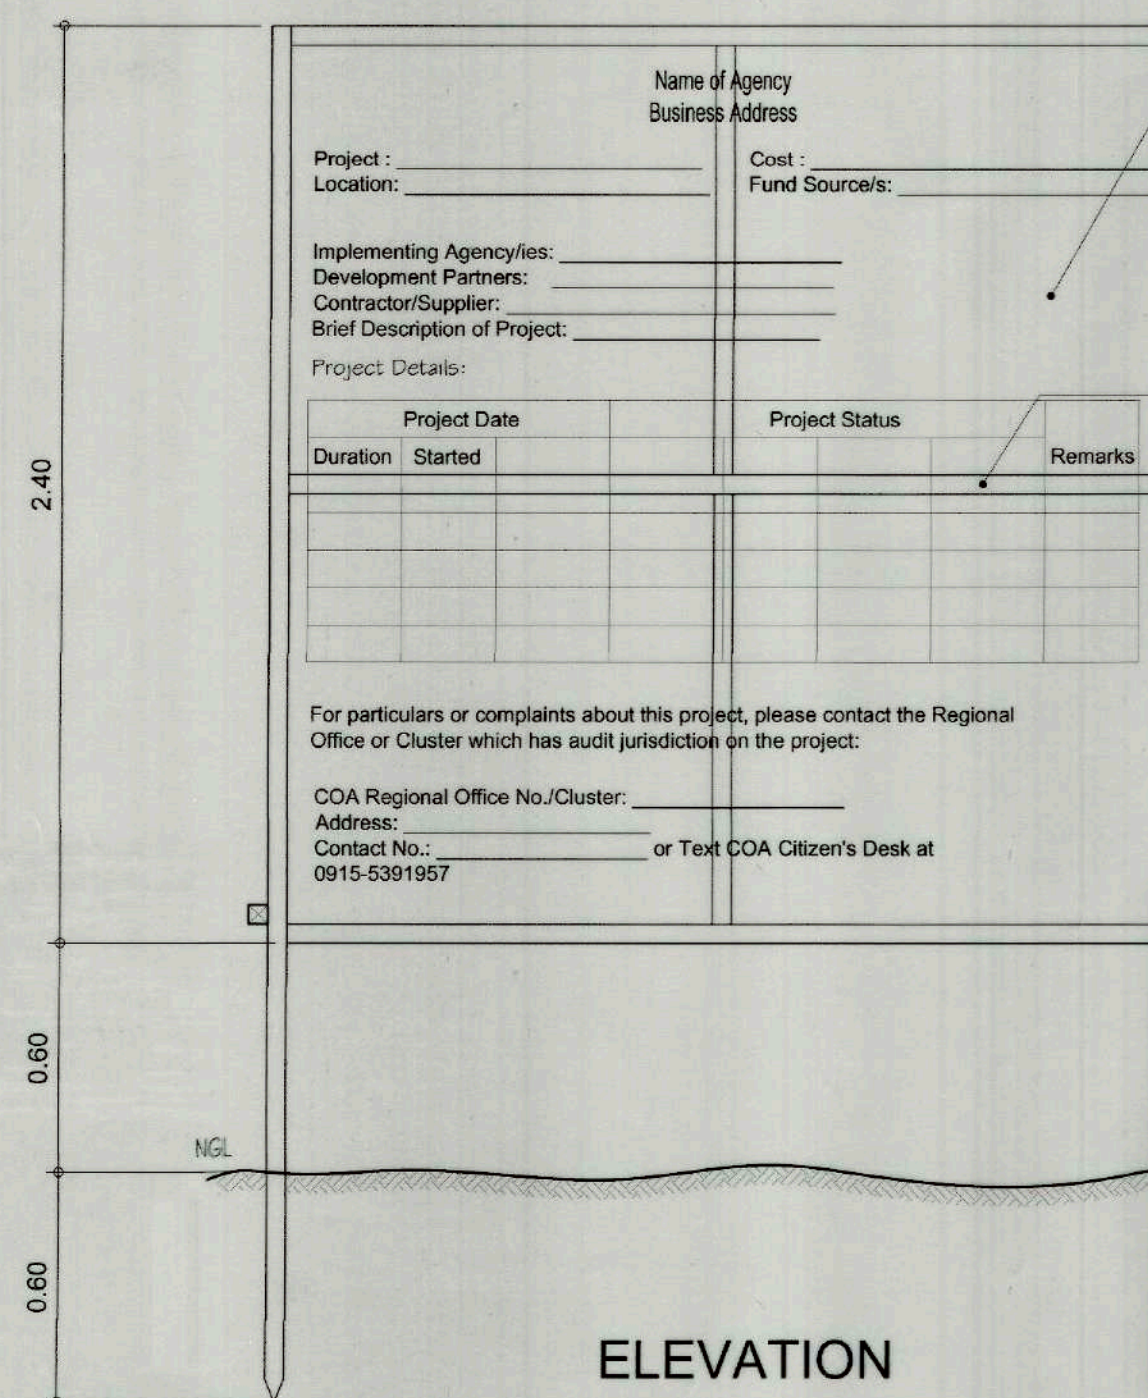 Name of Agency
Business Address
Project :
Cost :
Location:
Fund Source/s:
Implementing Agency/ies:
Development Partners:
Contractor/Supplier:
Brief Description of Project:
Project Details:
Project Date
Project Status
Duration
Started
Remarks
2.40
For particulars or complaints about this project, please contact the Regional
Office or Cluster which has audit jurisdiction on the project:
COA Regional Office No./Cluster:
Address:
Contact No.: or Text COA Citizen's Desk at
0915-5391957
0.60
NGL
0.60
ELEVATION